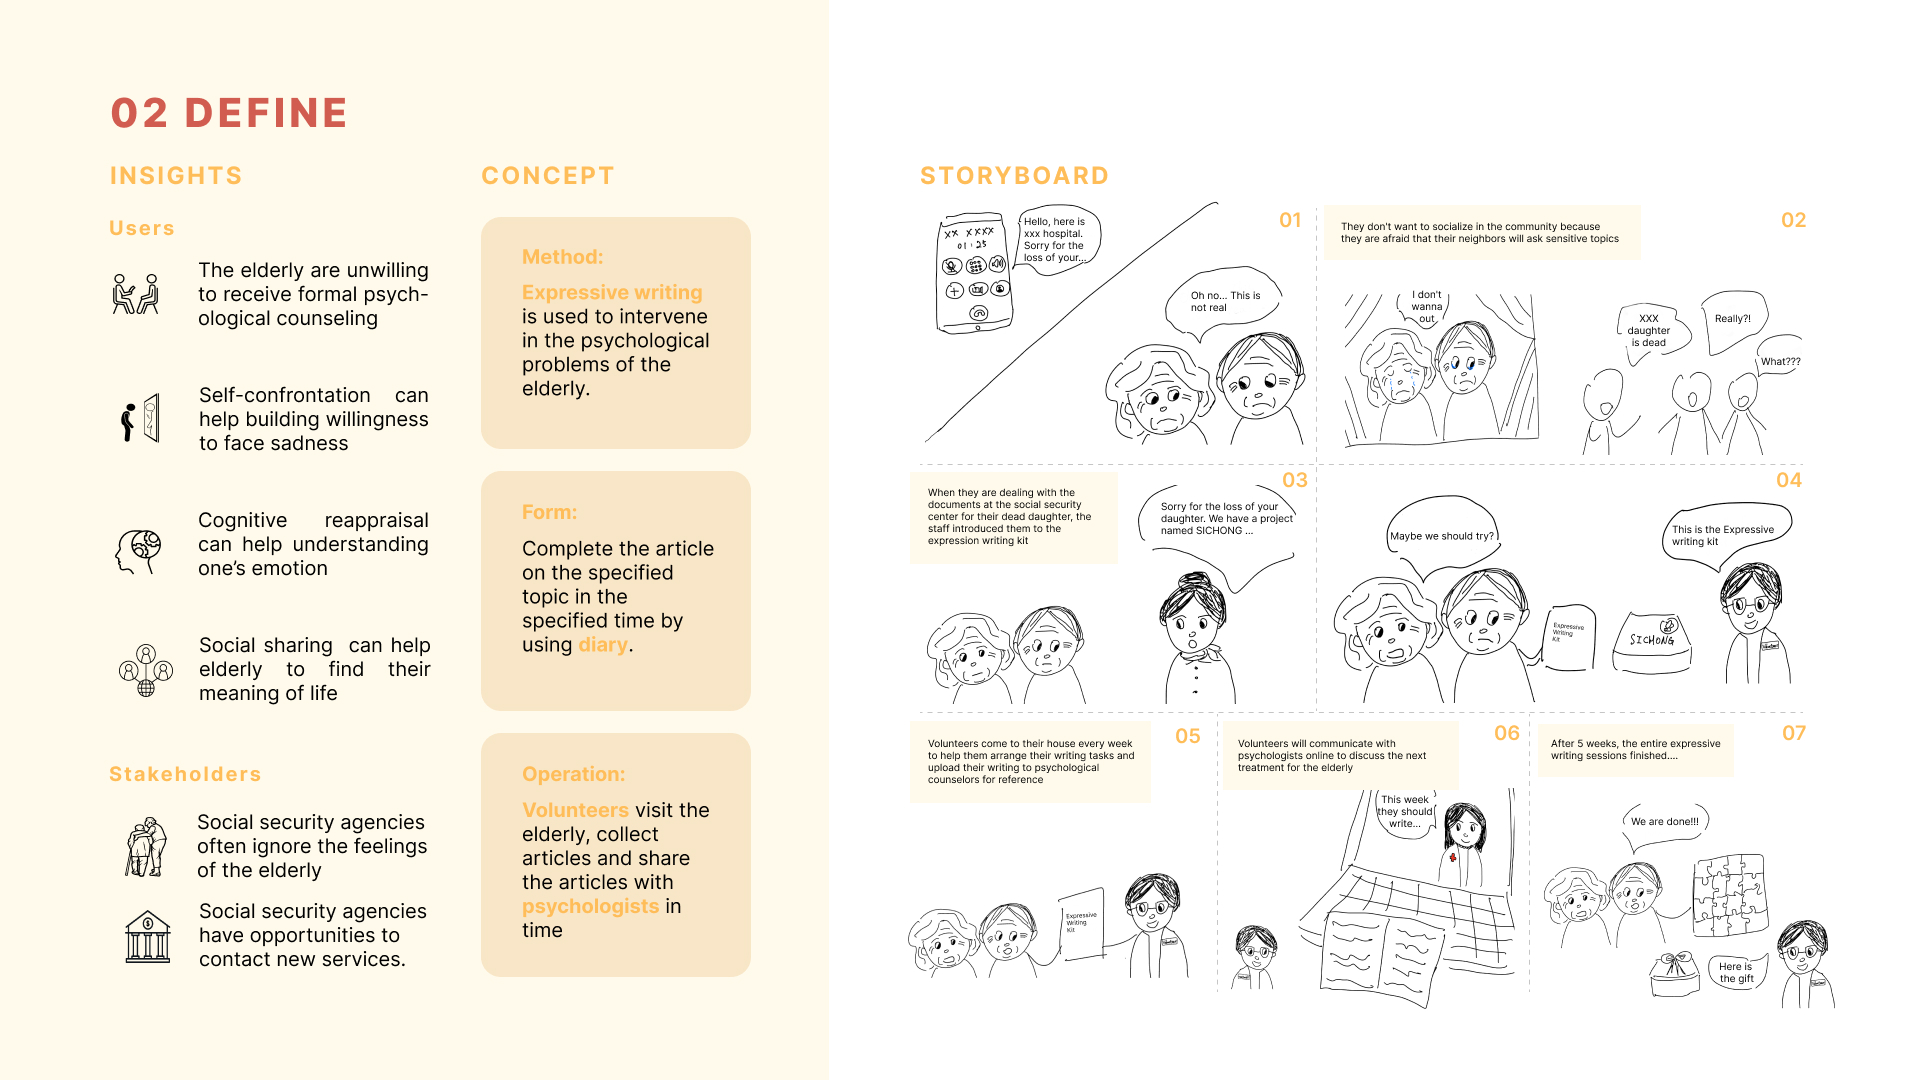 02 DEFINE
INSIGHTS
Users
The elderly are unwilling
to receive formal psych-
ological counseling
Self-confrontation can
help building willingness
to face sadness
Cognitive reappraisal
can help understanding
one's emotion
Social sharing can help
elderly to find their
meaning of life
Stakeholders
Social security agencies
often ignore the feelings
of the elderly
Social security agencies
have opportunities to
contact new services.
CONCEPT
Method:
Expressive writing
is used to intervene
in the psychological
problems of the
elderly.
Form:
Complete the article
on the specified
topic in the
specified time by
using diary.
Operation:
Volunteers visit the
elderly, collect
articles and share
the articles with
psychologists in
time
STORYBOARD
01
XX XXXX
01:25
Hello, here is
xxx hospital.
Sorry for the
loss of your...
Oh no... This is
not real
02
They don't want to socialize in the community because
they are afraid that their neighbors will ask sensitive topics
I don't
wanna
out
XXX
daughter
is dead
Really?!
What???
03
When they are dealing with the
documents at the social security
center for their dead daughter, the
staff introduced them to the
expression writing kit
Sorry for the loss of your
daughter. We have a project
named SICHONG ...
04
Maybe we should try?
This is the Expressive
writing kit
Expressive
Writing
Kit
SICHONG
05
Volunteers come to their house every week
to help them arrange their writing tasks and
upload their writing to psychological
counselors for reference
Expressive
Writing
Kit
06
Volunteers will communicate with
psychologists online to discuss the next
treatment for the elderly
This week
they should
write...
07
After 5 weeks, the entire expressive
writing sessions finished....
We are done!!!
Here is
the gift